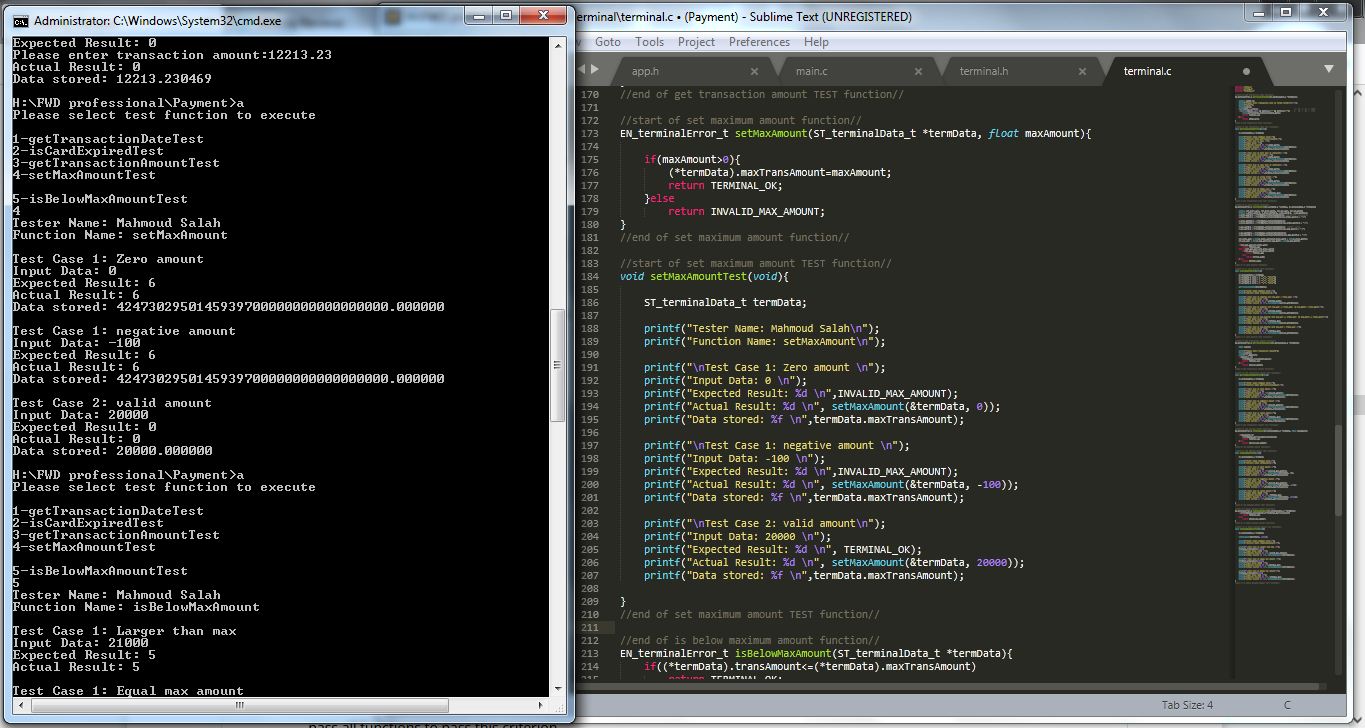 Administrator: C:\Windows\System32\cmd.exe
Expected Result: 0
Please enter transaction amount:12213.23
Actual Result: 0
Data stored: 12213.230469
H:\FWD professional\Payment>a
Please select test function to execute
1-getTransactionDateTest
2-isCardExpiredTest
3-getTransactionAmountTest
4-setMaxAmountTest
5-isBelowMaxAmountTest
4
Tester Name: Mahmoud Salah
Function Name: setMaxAmount
Test Case 1: Zero amount
Input Data: 0
Expected Result: 6
Actual Result: 6
Data stored: 424730295014593970000000000000000.000000
Test Case 1: negative amount
Input Data: -100
Expected Result: 6
Actual Result: 6
Data stored: 424730295014593970000000000000000.000000
Test Case 2: valid amount
Input Data: 20000
Expected Result: 0
Actual Result: 0
Data stored: 20000.000000
H:\FWD professional\Payment>a
Please select test function to execute
1-getTransactionDateTest
2-isCardExpiredTest
3-getTransactionAmountTest
4-setMaxAmountTest
5-isBelowMaxAmountTest
5
Tester Name: Mahmoud Salah
Function Name: isBelowMaxAmount
Test Case 1: Larger than max
Input Data: 21000
Expected Result: 5
Actual Result: 5
Test Case 1: Equal max amount
erminal\terminal.c • (Payment) - Sublime Text (UNREGISTERED)
Goto Tools Project Preferences Help
app.h main.c terminal.h terminal.c
170 //end of get transaction amount TEST function//
171
172 //start of set maximum amount function//
173 EN_terminalError_t setMaxAmount(ST_terminalData_t *termData, float maxAmount){
174
175 if(maxAmount>0){
176 (*termData).maxTransAmount=maxAmount;
177 return TERMINAL_OK;
178 }else
179 return INVALID_MAX_AMOUNT;
180 }
181 //end of set maximum amount function//
182
183 //start of set maximum amount TEST function//
184 void setMaxAmountTest(void){
185
186 ST_terminalData_t termData;
187
188 printf("Tester Name: Mahmoud Salah\n");
189 printf("Function Name: setMaxAmount\n");
190
191 printf("\nTest Case 1: Zero amount \n");
192 printf("Input Data: 0 \n");
193 printf("Expected Result: %d \n",INVALID_MAX_AMOUNT);
194 printf("Actual Result: %d \n", setMaxAmount(&termData, 0));
195 printf("Data stored: %f \n",termData.maxTransAmount);
196
197 printf("\nTest Case 1: negative amount \n");
198 printf("Input Data: -100 \n");
199 printf("Expected Result: %d \n",INVALID_MAX_AMOUNT);
200 printf("Actual Result: %d \n", setMaxAmount(&termData, -100));
201 printf("Data stored: %f \n",termData.maxTransAmount);
202
203 printf("\nTest Case 2: valid amount\n");
204 printf("Input Data: 20000 \n");
205 printf("Expected Result: %d \n", TERMINAL_OK);
206 printf("Actual Result: %d \n", setMaxAmount(&termData, 20000));
207 printf("Data stored: %f \n",termData.maxTransAmount);
208
209 }
210 //end of set maximum amount TEST function//
211
212 //end of is below maximum amount function//
213 EN_terminalError_t isBelowMaxAmount(ST_terminalData_t *termData){
214 if((*termData).transAmount<=(*termData).maxTransAmount)
215 return TERMINAL_OK;
Tab Size: 4 C
pass all functions to pass this criterion